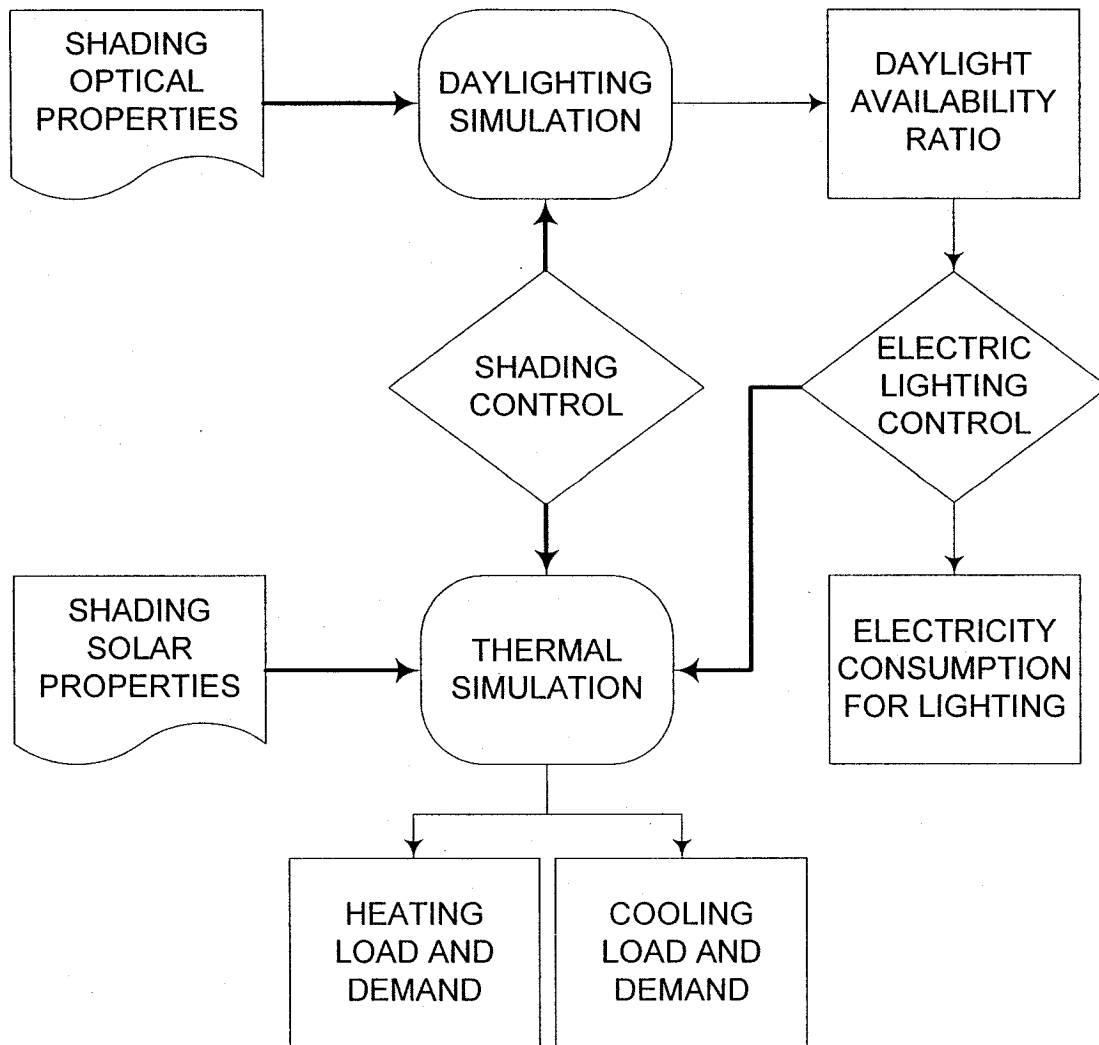 SHADING
OPTICAL
PROPERTIES
DAYLIGHTING
SIMULATION
DAYLIGHT
AVAILABILITY
RATIO
SHADING
CONTROL
ELECTRIC
LIGHTING
CONTROL
SHADING
SOLAR
PROPERTIES
THERMAL
SIMULATION
ELECTRICITY
CONSUMPTION
FOR LIGHTING
HEATING
LOAD AND
DEMAND
COOLING
LOAD AND
DEMAND